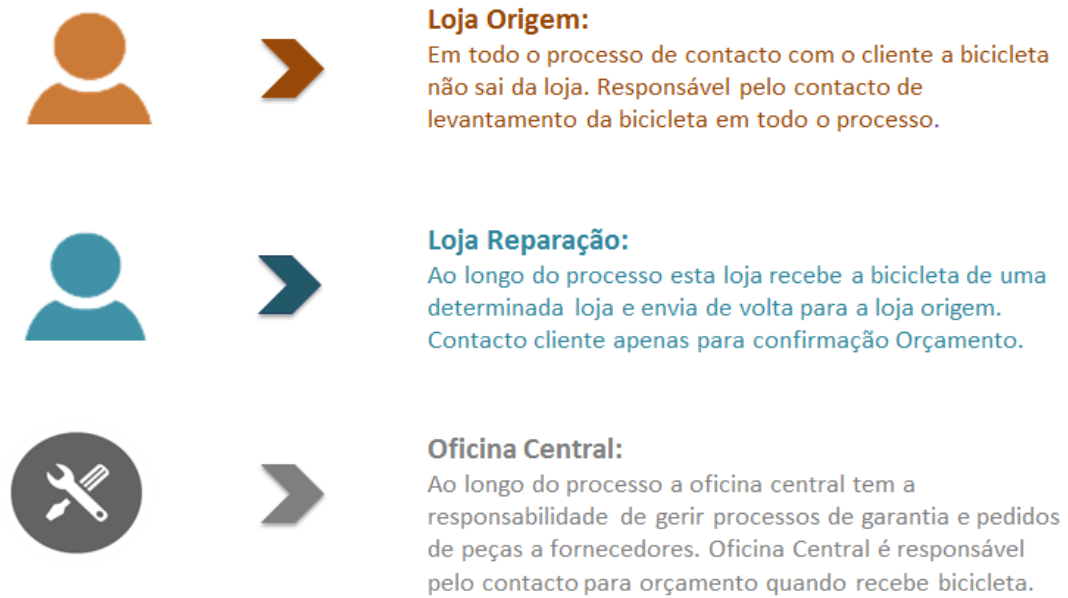 Loja Origem:
Em todo o processo de contacto com o cliente a bicicleta
não sai da loja. Responsável pelo contacto de
levantamento da bicicleta em todo o processo.
Loja Reparação:
Ao longo do processo esta loja recebe a bicicleta de uma
determinada loja e envia de volta para a loja origem.
Contacto cliente apenas para confirmação Orçamento.
Oficina Central:
Ao longo do processo a oficina central tem a
responsabilidade de gerir processos de garantia e pedidos
de peças a fornecedores. Oficina Central é responsável
pelo contacto para orçamento quando recebe bicicleta.